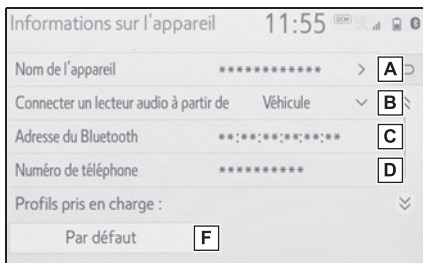 Informations sur l'appareil 11:55 DCM
Nom de l'appareil ************ > A
Connecter un lecteur audio à partir de Véhicule B
Adresse du Bluetooth **:**:**:**:**:** C
Numéro de téléphone ********** D
Profils pris en charge :
Par défaut F